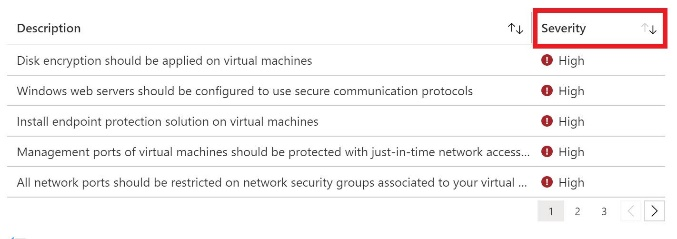 Description Severity
Disk encryption should be applied on virtual machines High
Windows web servers should be configured to use secure communication protocols High
Install endpoint protection solution on virtual machines High
Management ports of virtual machines should be protected with just-in-time network access... High
All network ports should be restricted on network security groups associated to your virtual ... High
1 2 3